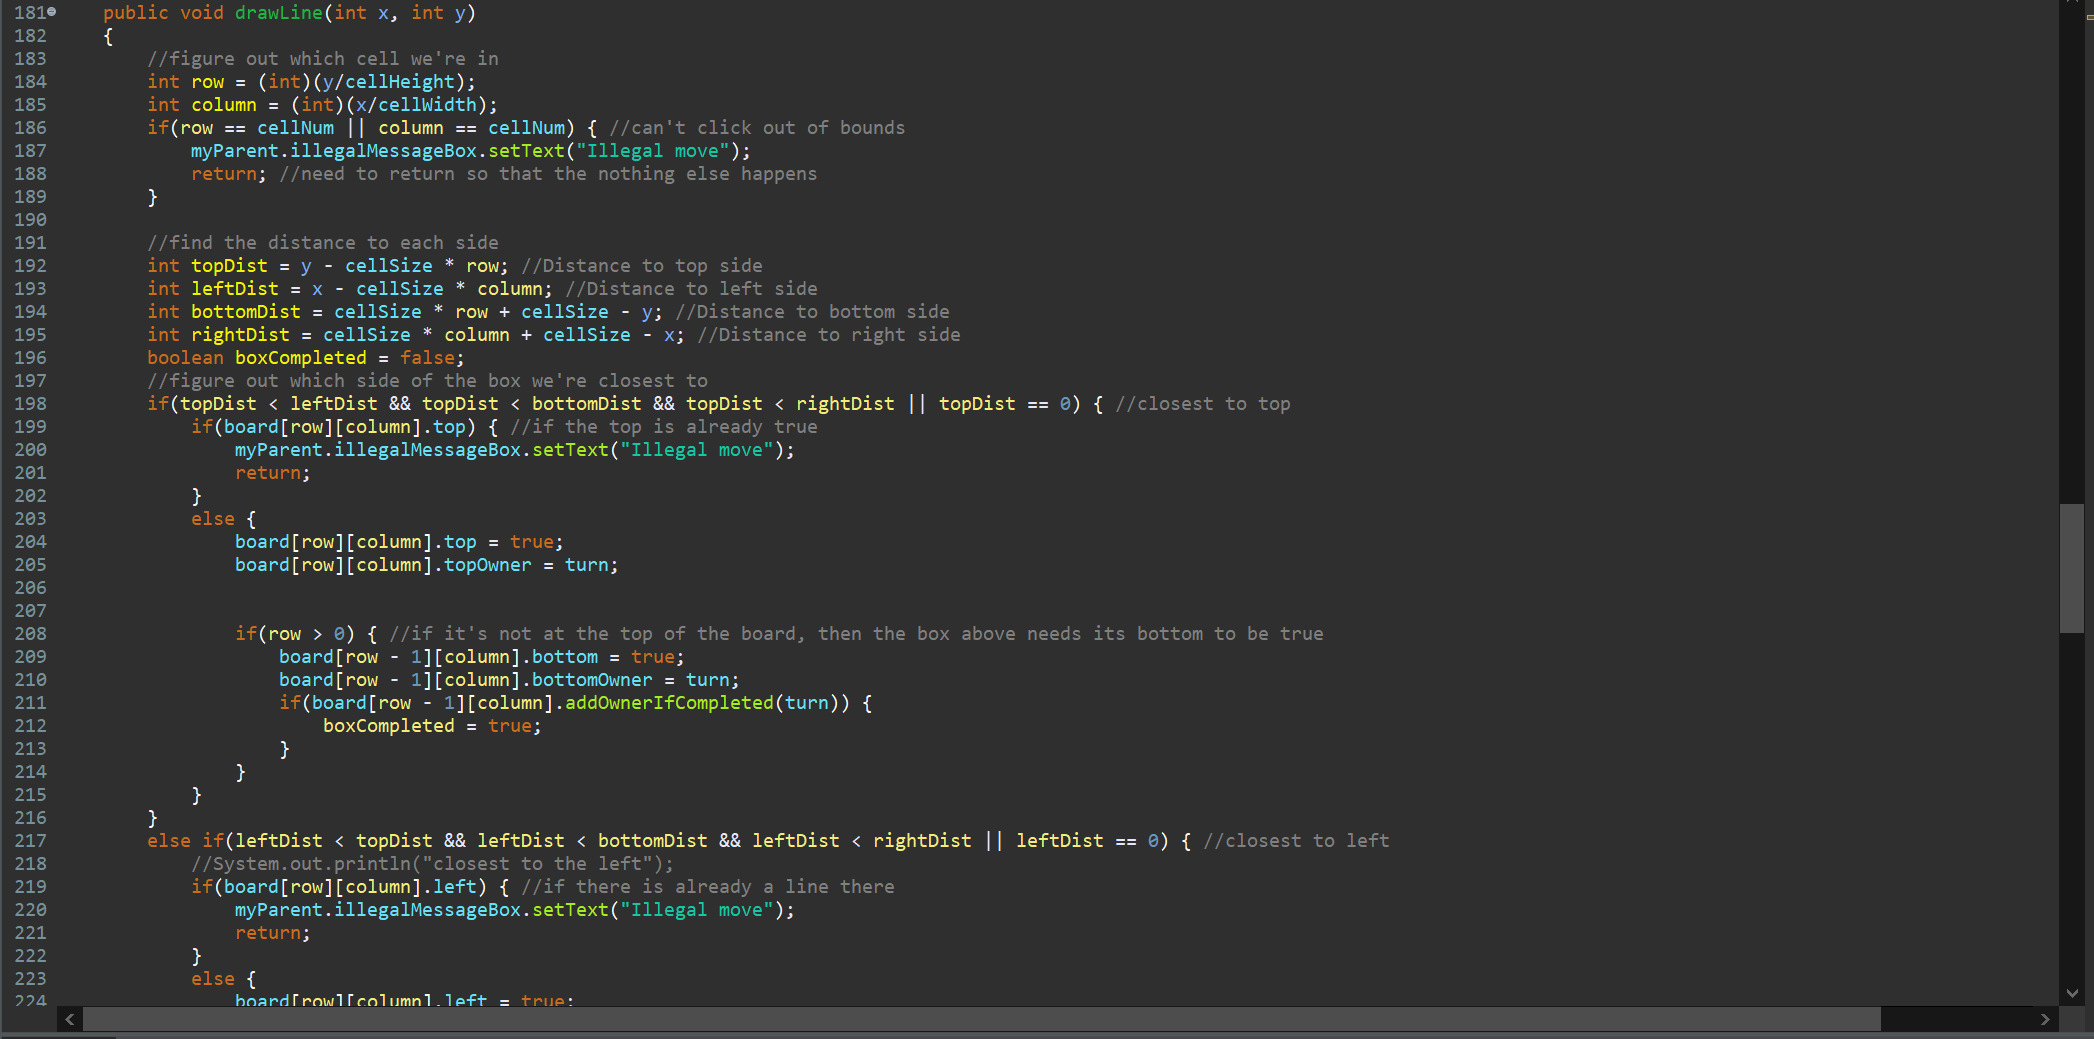 181 public void drawLine(int x, int y)
182 {
183 //figure out which cell we're in
184 int row = (int)(y/cellHeight);
185 int column = (int)(x/cellWidth);
186 if(row == cellNum || column == cellNum) { //can't click out of bounds
187 myParent.illegalMessageBox.setText("Illegal move");
188 return; //need to return so that the nothing else happens
189 }
190
191 //find the distance to each side
192 int topDist = y - cellSize * row; //Distance to top side
193 int leftDist = x - cellSize * column; //Distance to left side
194 int bottomDist = cellSize * row + cellSize - y; //Distance to bottom side
195 int rightDist = cellSize * column + cellSize - x; //Distance to right side
196 boolean boxCompleted = false;
197 //figure out which side of the box we're closest to
198 if(topDist < leftDist && topDist < bottomDist && topDist < rightDist || topDist == 0) { //closest to top
199 if(board[row][column].top) { //if the top is already true
200 myParent.illegalMessageBox.setText("Illegal move");
201 return;
202 }
203 else {
204 board[row][column].top = true;
205 board[row][column].topOwner = turn;
206
207
208 if(row > 0) { //if it's not at the top of the board, then the box above needs its bottom to be true
209 board[row - 1][column].bottom = true;
210 board[row - 1][column].bottomOwner = turn;
211 if(board[row - 1][column].addOwnerIfCompleted(turn)) {
212 boxCompleted = true;
213 }
214 }
215 }
216 }
217 else if(leftDist < topDist && leftDist < bottomDist && leftDist < rightDist || leftDist == 0) { //closest to left
218 //System.out.println("closest to the left");
219 if(board[row][column].left) { //if there is already a line there
220 myParent.illegalMessageBox.setText("Illegal move");
221 return;
222 }
223 else {
224 board[row][column].left = true;